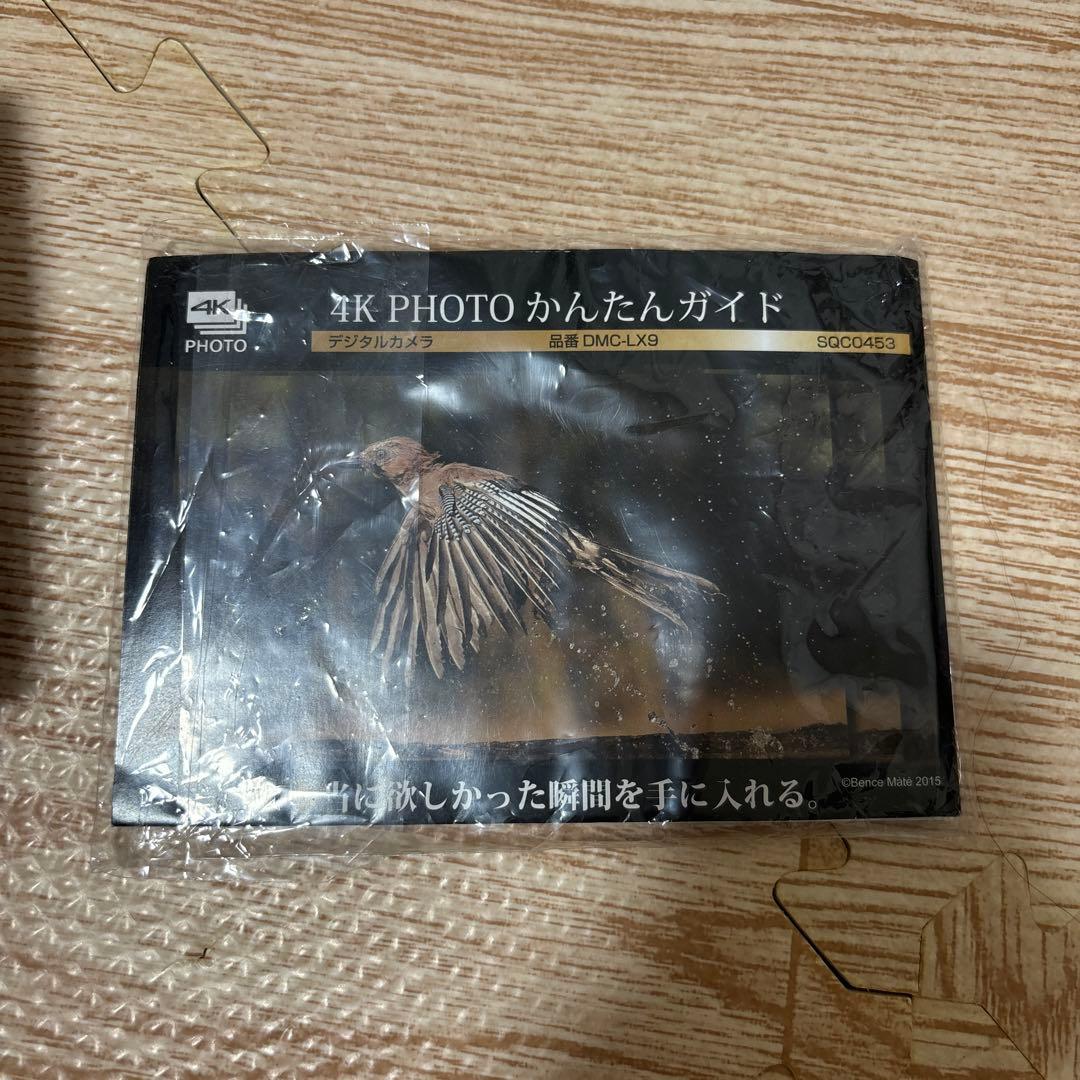 4K PHOTO かんたんガイド
4K
PHOTO
デジタルカメラ 品番 DMC-LX9 SQC0453
当に欲しかった瞬間を手に入れる。
©Bence Máté 2015